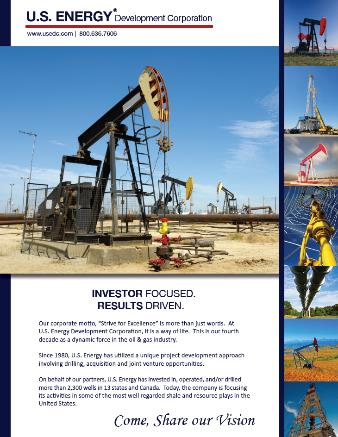 U.S. ENERGY* Development Corporation
www.usedc.com | 800.636.7606
INVESTOR FOCUSED.
RESULTS DRIVEN.
Our corporate motto, "Strive for Excellence" is more than just words. At
U.S. Energy Development Corporation, it is a way of life. This is our fourth
decade as a dynamic force in the oil & gas industry.
Since 1980, U.S. Energy has utilized a unique project development approach
involving drilling, acquisition and joint venture opportunities.
On behalf of our partners, U.S. Energy has invested in, operated, and/or drilled
more than 2,300 wells in 13 states and Canada. Today, the company is focusing
its activities in some of the most well regarded shale and resource plays in the
United States.
Come, Share our Vision